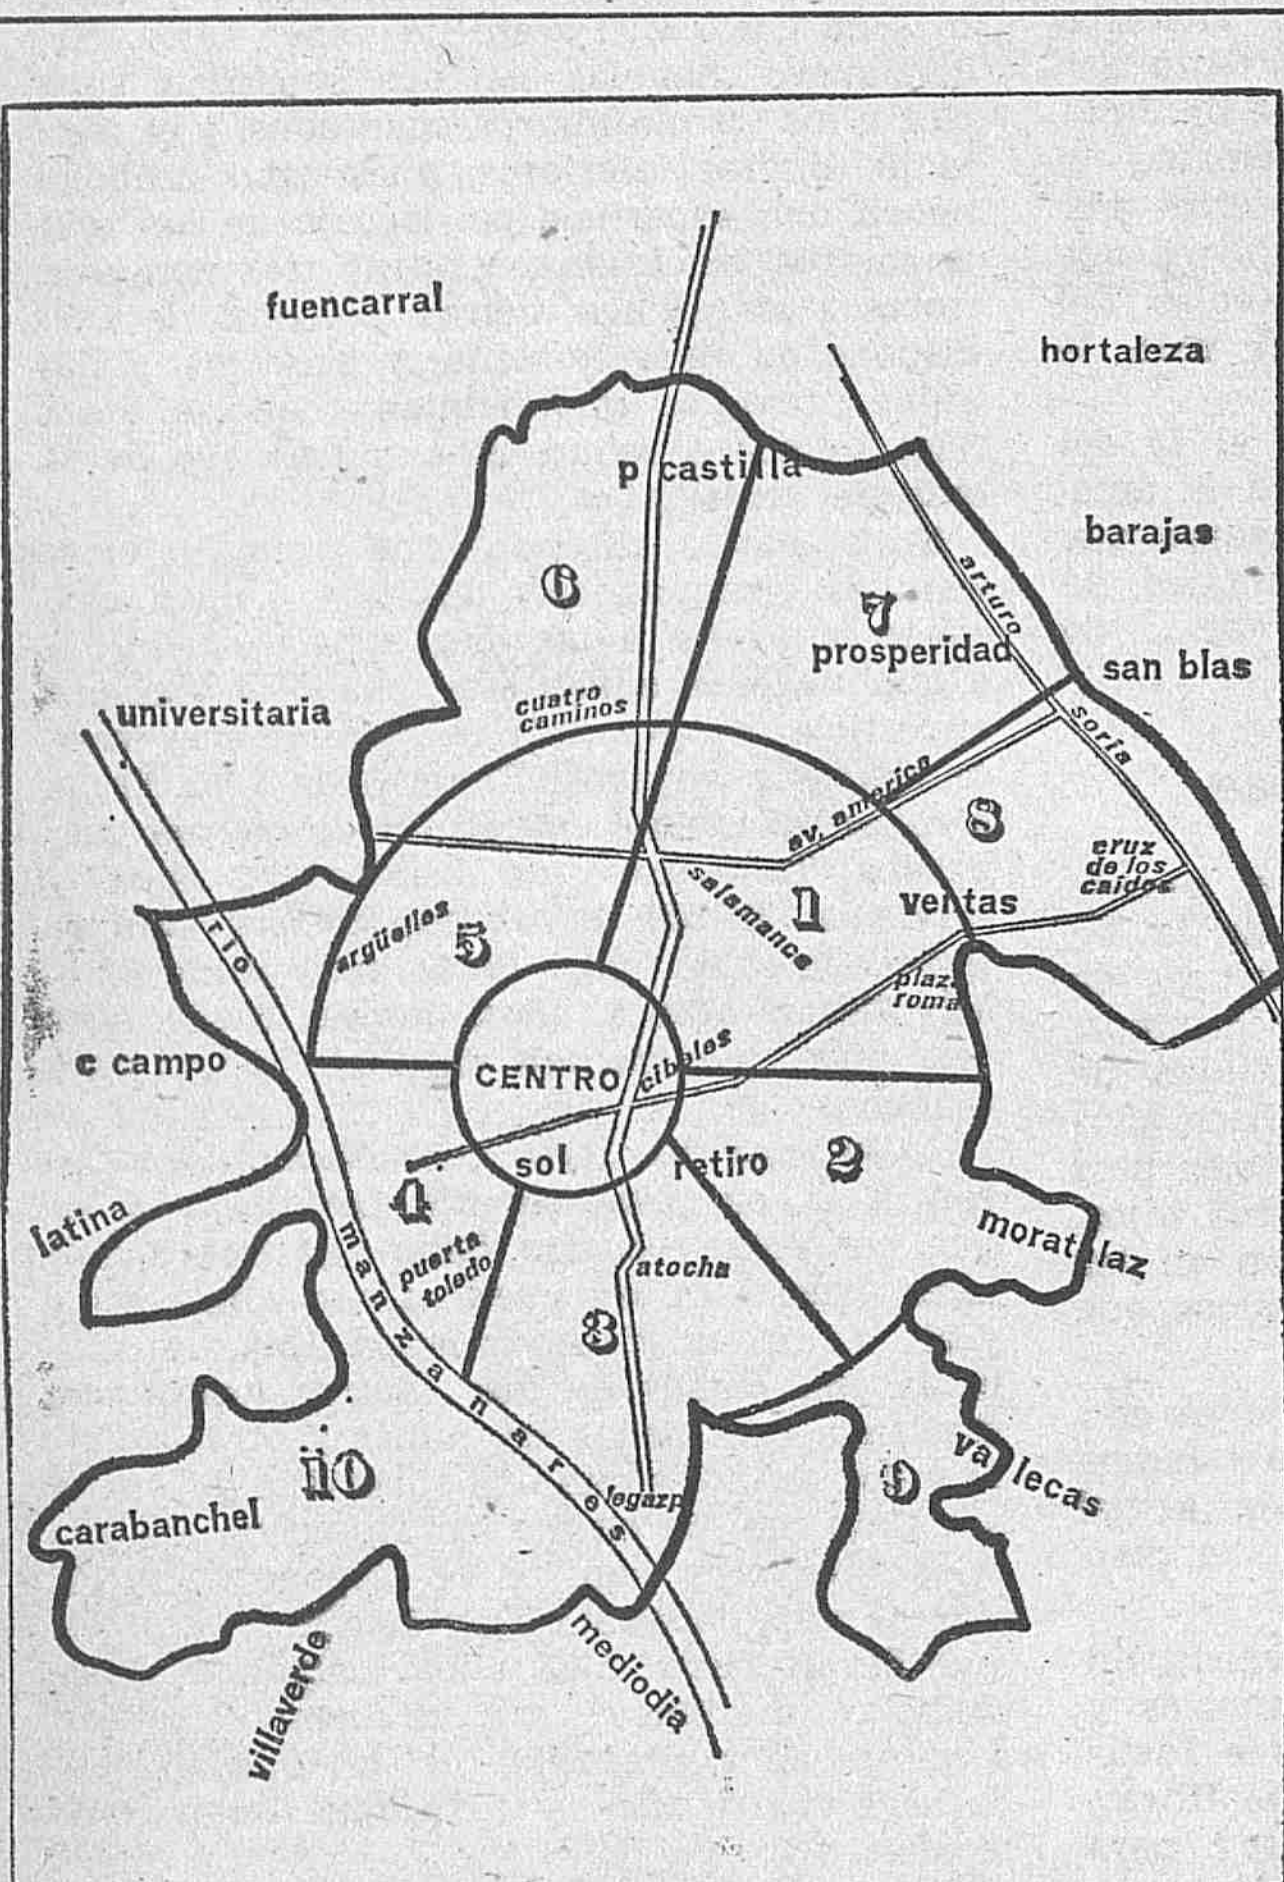 fuencarral
hortaleza
p castilla
barajas
6
7
arturo
soria
prosperidad
san blas
universitaria
cuatro
caminos
av. america
8
cruz
de los
caidos
salamance
1
ventas
argüelles
5
rio
plaza
roma
c campo
CENTRO
cibeles
sol
retiro
2
4
latina
puerta
toledo
manzanares
moratalaz
atocha
3
vallecas
10
9
legazpi
carabanchel
villaverde
mediodia